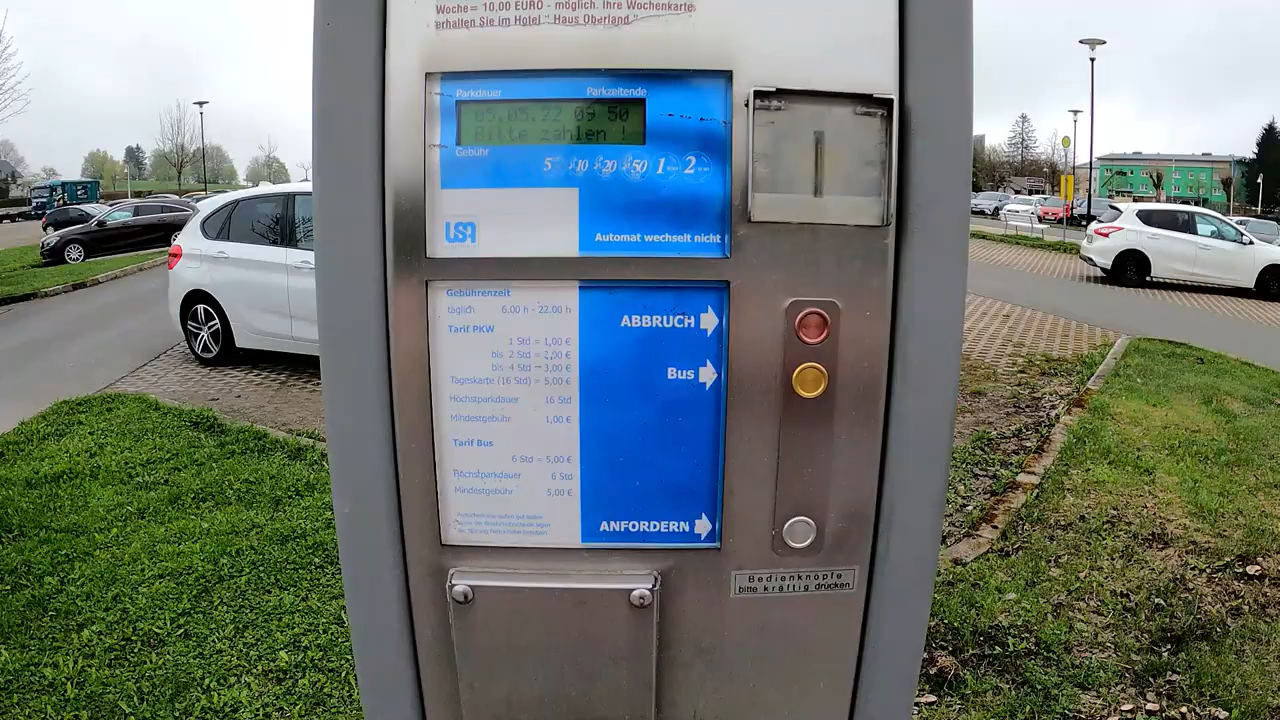 Woche = 10,00 EURO - möglich. Ihre Wochenkarte
erhalten Sie im Hotel " Haus Oberland "
Parkdauer Parkzeitende
05.05.22 09 50
Bitte zahlen !
Gebühr
5 10 20 50 1 2
USA
Automat wechselt nicht
Gebührenzeit
täglich 6.00 h - 22.00 h
Tarif PKW
1 Std = 1,00 €
bis 2 Std = 2,00 €
bis 4 Std = 3,00 €
Tageskarte (16 Std) = 5,00 €
Höchstparkdauer 16 Std
Mindestgebühr 1,00 €
Tarif Bus
6 Std = 5,00 €
Höchstparkdauer 6 Std
Mindestgebühr 5,00 €
ABBRUCH
Bus
ANFORDERN
Bedienknöpfe
bitte kräftig drücken